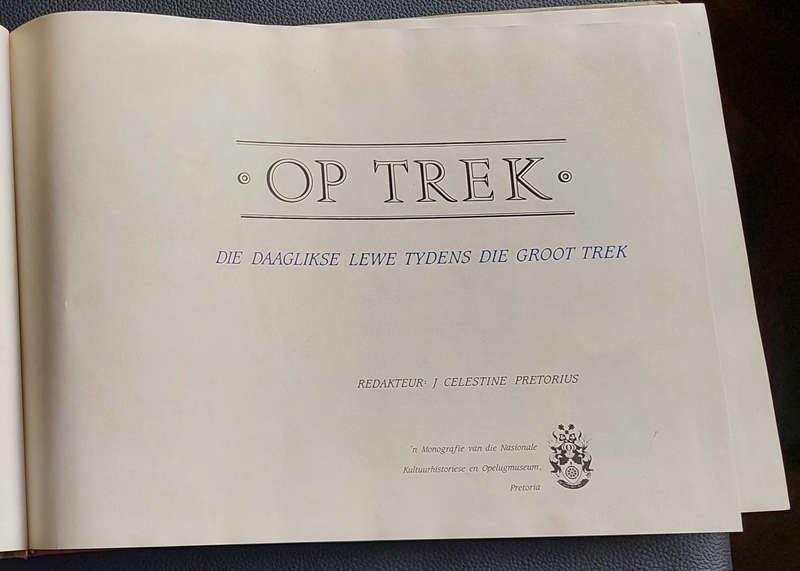 OP TREK
DIE DAAGLIKSE LEWE TYDENS DIE GROOT TREK
REDAKTEUR: J CELESTINE PRETORIUS
'n Monografie van die Nasionale
Kultuurhistoriese en Opelugmuseum,
Pretoria